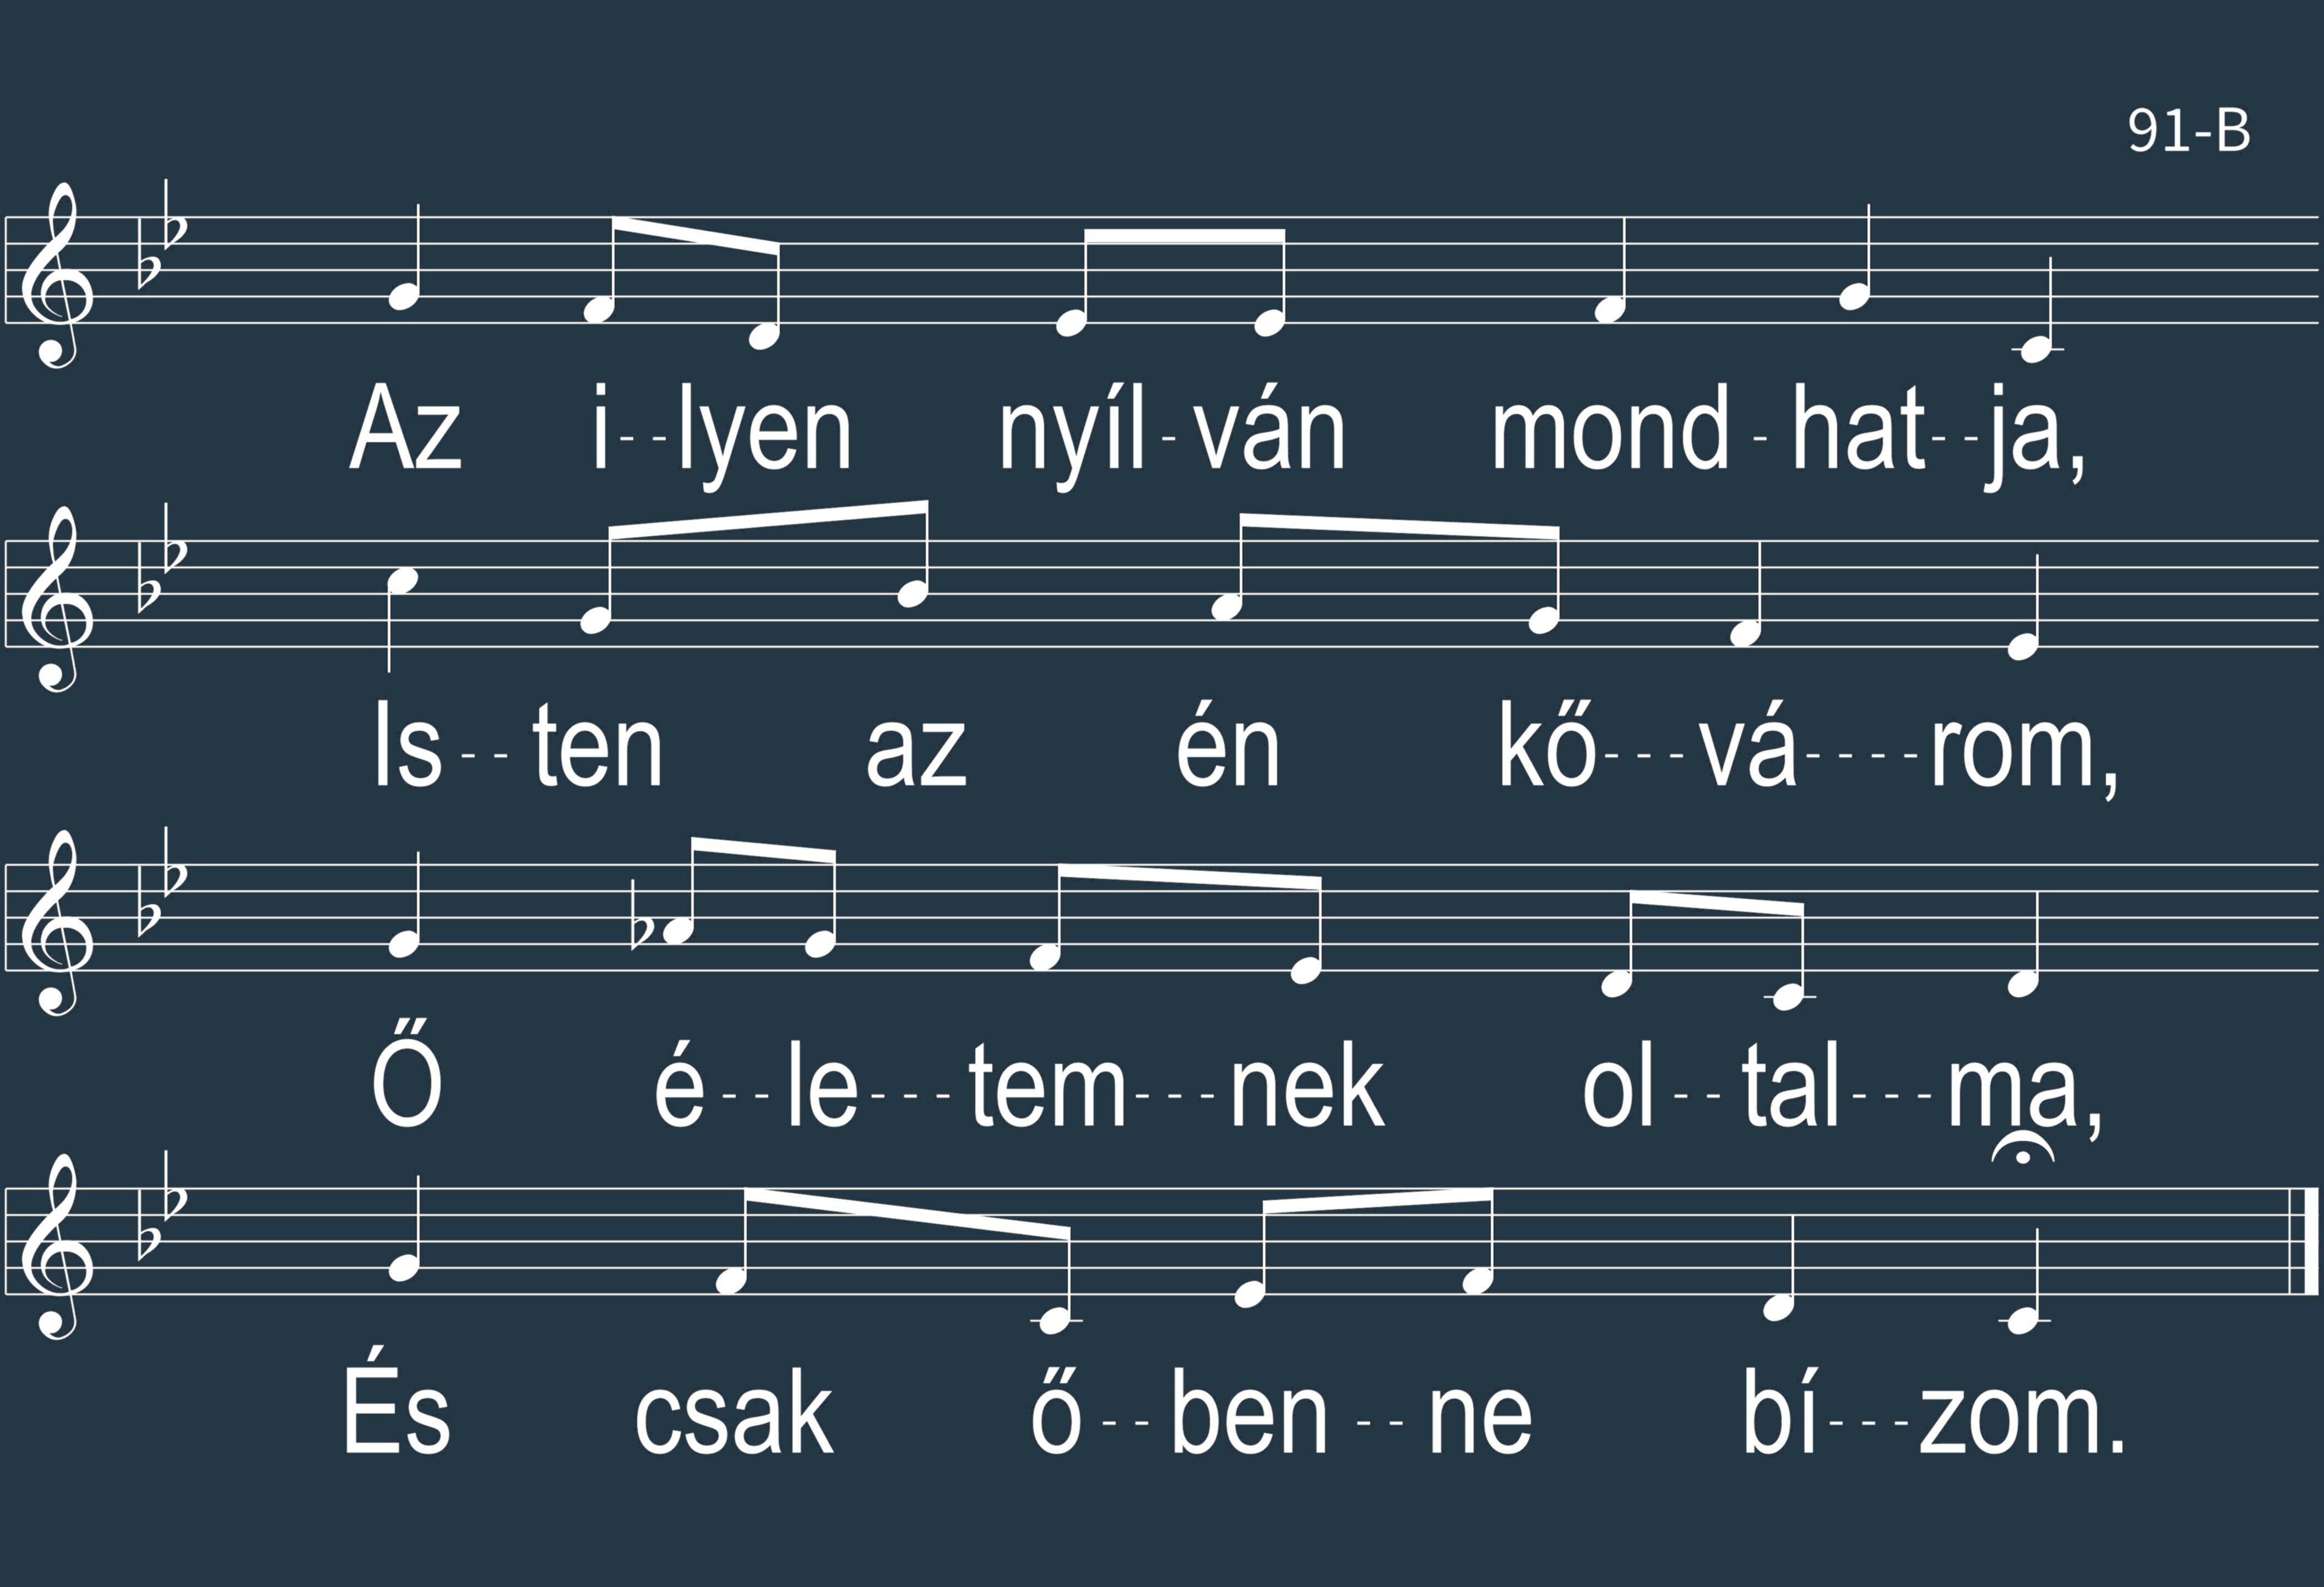 91-B
Az i--lyen nyíl-ván mond-hat--ja,
Is--ten az én kő---vá----rom,
Ő é--le---tem---nek ol--tal---ma,
És csak ő--ben--ne bí---zom.